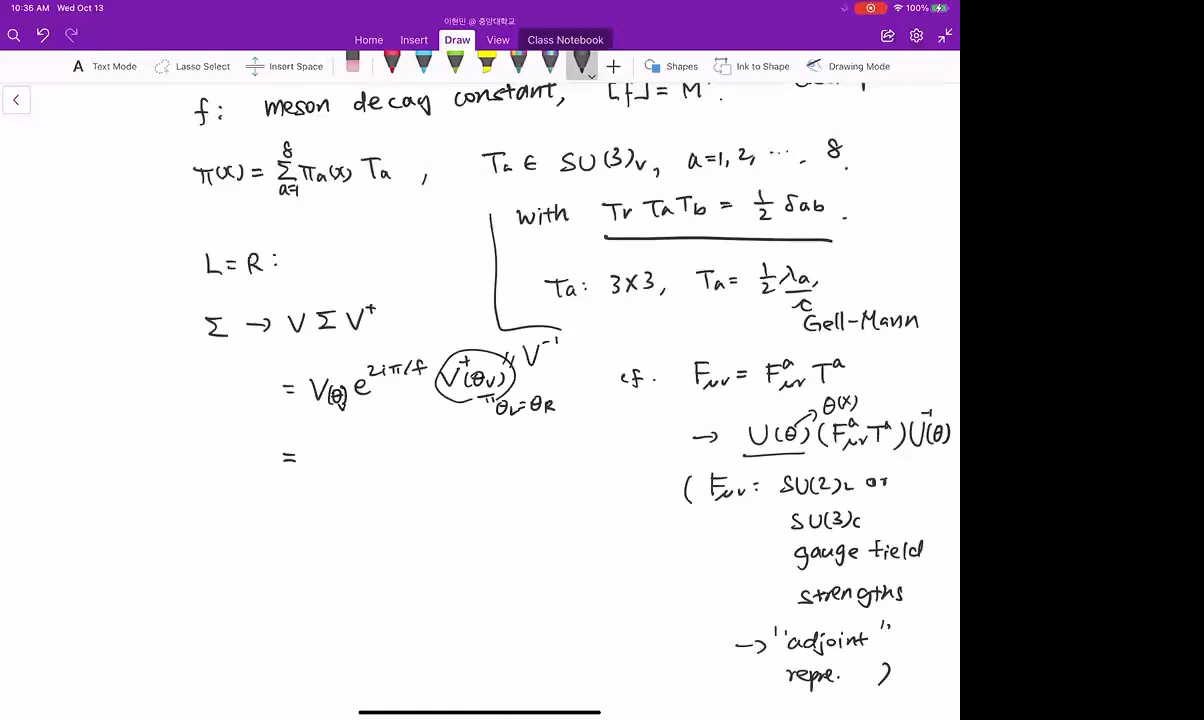 10:36 AM Wed Oct 13
100%
이현민 @ 중앙대학교
Home Insert Draw View Class Notebook
A Text Mode Lasso Select Insert Space Shapes Ink to Shape Drawing Mode
f: meson decay constant, [f] = M
π(x) = Σ_{a=1}^{8} πa(x) Ta , Ta ∈ SU(3)v, a=1, 2, ⋯. 8.
with Tr TaTb = 1/2 δab .
L = R :
Ta: 3×3, Ta = 1/2 λa,
Gell-Mann
Σ → V Σ V†
= V(θ) e^{2iπ/f} V†(θv) V⁻¹
θL=θR
=
cf. Fμν = F^a_μν T^a
θ(x)
→ U(θ) (F^a_μν T^a) U⁻¹(θ)
( Fμν : SU(2)L or
SU(3)c
gauge field
strengths
→ "adjoint"
repre. )